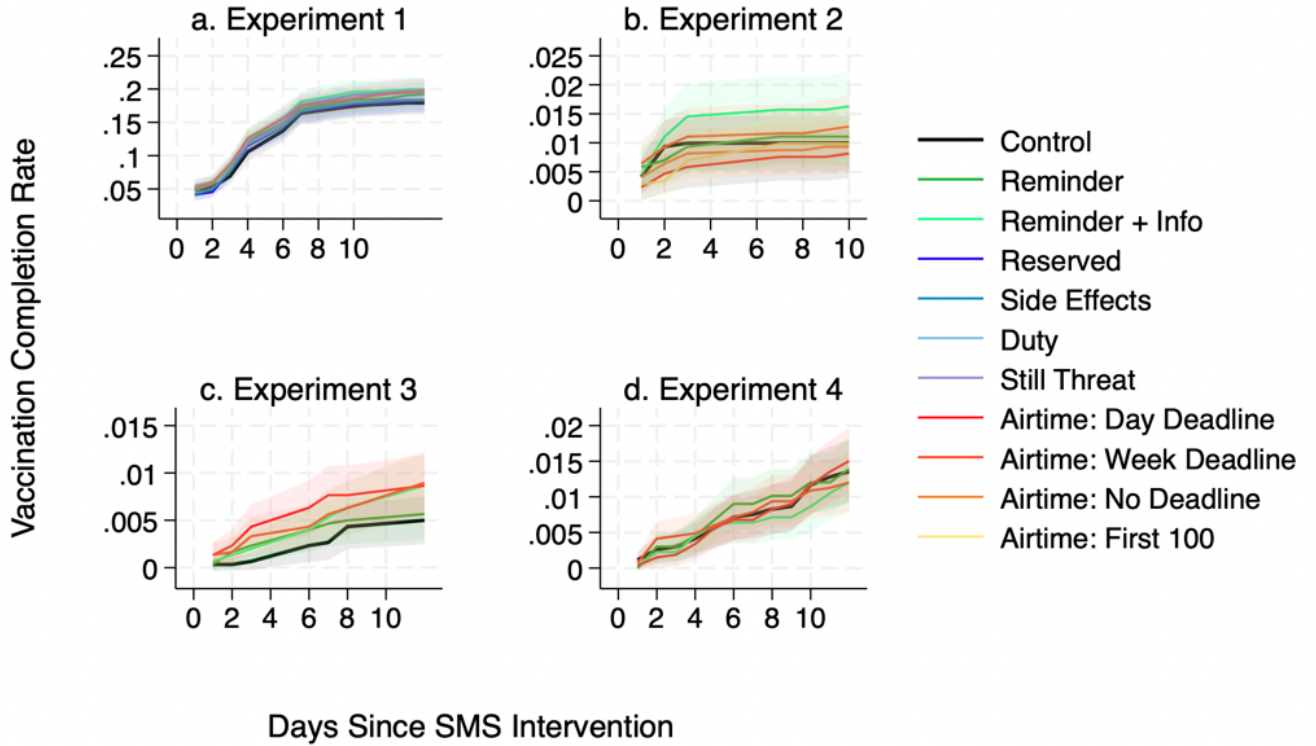 a. Experiment 1
.25
.2
.15
.1
.05
0 2 4 6 8 10
b. Experiment 2
.025
.02
.015
.01
.005
0
0 2 4 6 8 10
c. Experiment 3
.015
.01
.005
0
0 2 4 6 8 10
d. Experiment 4
.02
.015
.01
.005
0
0 2 4 6 8 10
Vaccination Completion Rate
Days Since SMS Intervention
Control
Reminder
Reminder + Info
Reserved
Side Effects
Duty
Still Threat
Airtime: Day Deadline
Airtime: Week Deadline
Airtime: No Deadline
Airtime: First 100